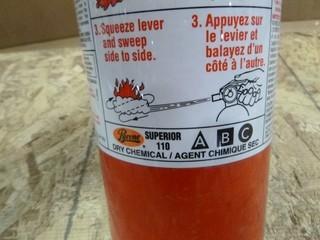 3. Squeeze lever
and sweep
side to side.
3. Appuyez sur
le levier et
balayez d'un
côté à l'autre.
Pyrene SUPERIOR
110
A B C
DRY CHEMICAL / AGENT CHIMIQUE SEC